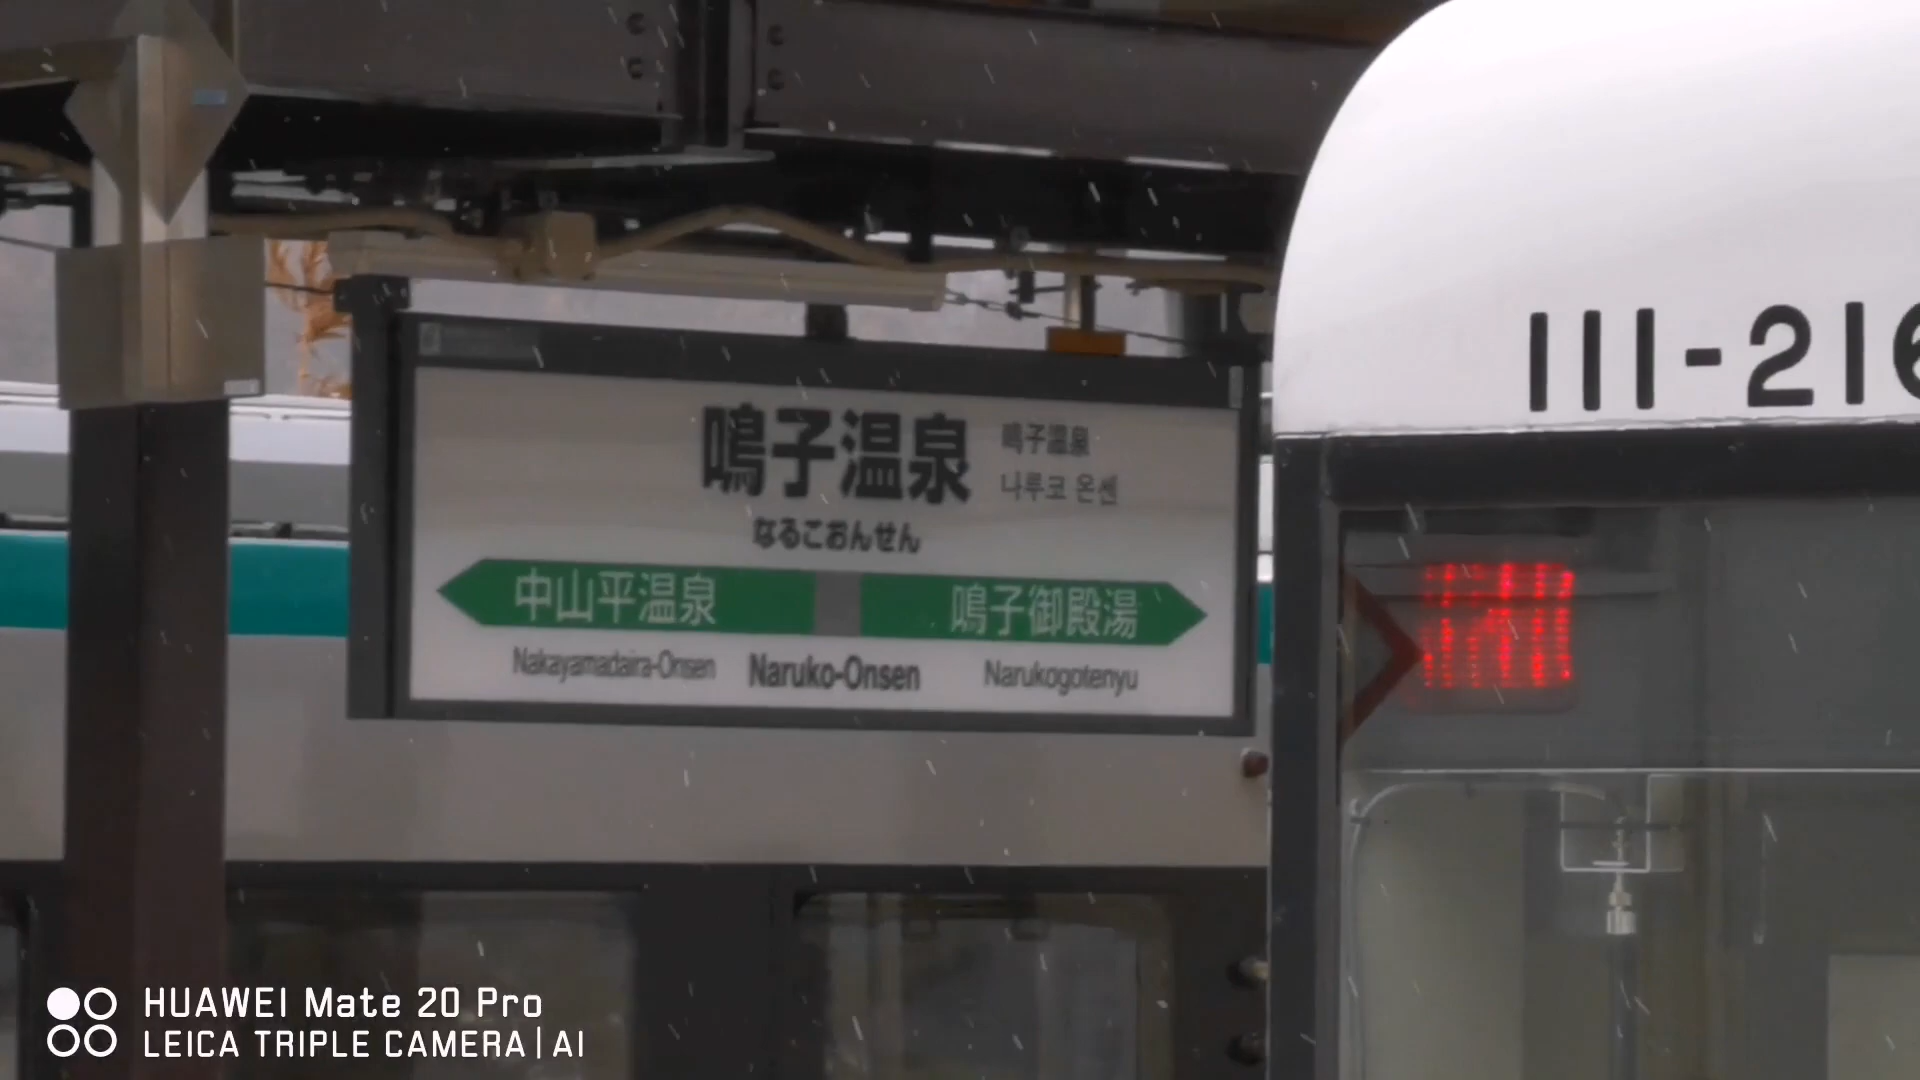 鳴子温泉
鳴子温泉
나루코 온센
なるごおんせん
中山平温泉
鳴子御殿湯
Nakayamadaira-Onsen
Naruko-Onsen
Narukogotenyu
111-216
HUAWEI Mate 20 Pro
LEICA TRIPLE CAMERA|AI